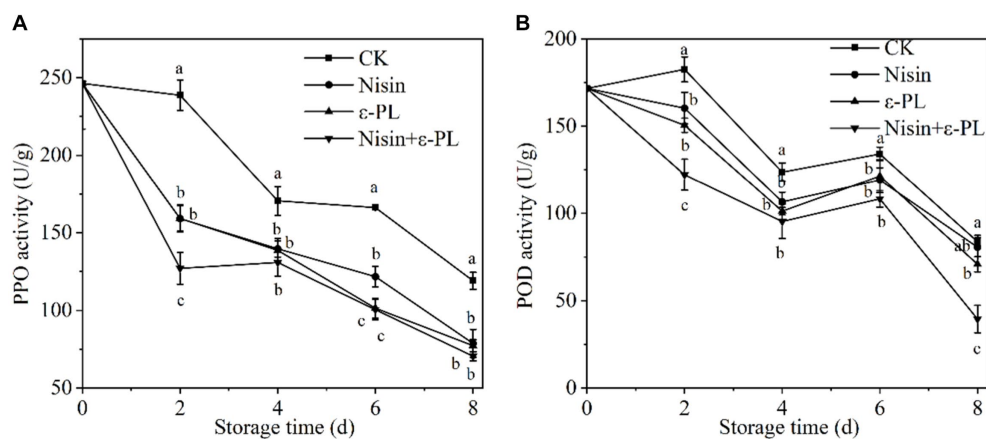 A
PPO activity (U/g)
250
200
150
100
50
0
2
4
6
8
Storage time (d)
CK
Nisin
ε-PL
Nisin+ε-PL
a
b
b
c
a
b
b
b
a
b
c
c
a
b
b
b
B
POD activity (U/g)
200
150
100
50
0
0
2
4
6
8
Storage time (d)
CK
Nisin
ε-PL
Nisin+ε-PL
a
b
b
c
a
b
b
b
a
b
b
b
a
ab
b
c